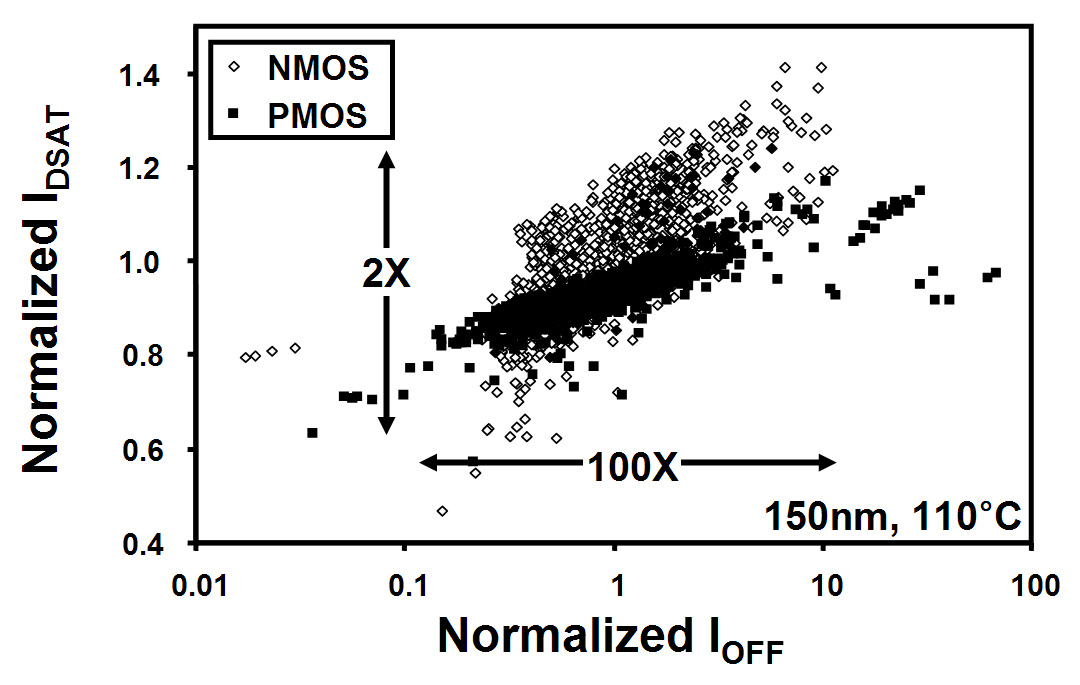 NMOS
PMOS
Normalized IDSAT
1.4
1.2
1.0
0.8
0.6
0.4
2X
100X
150nm, 110°C
0.01 0.1 1 10 100
Normalized IOFF